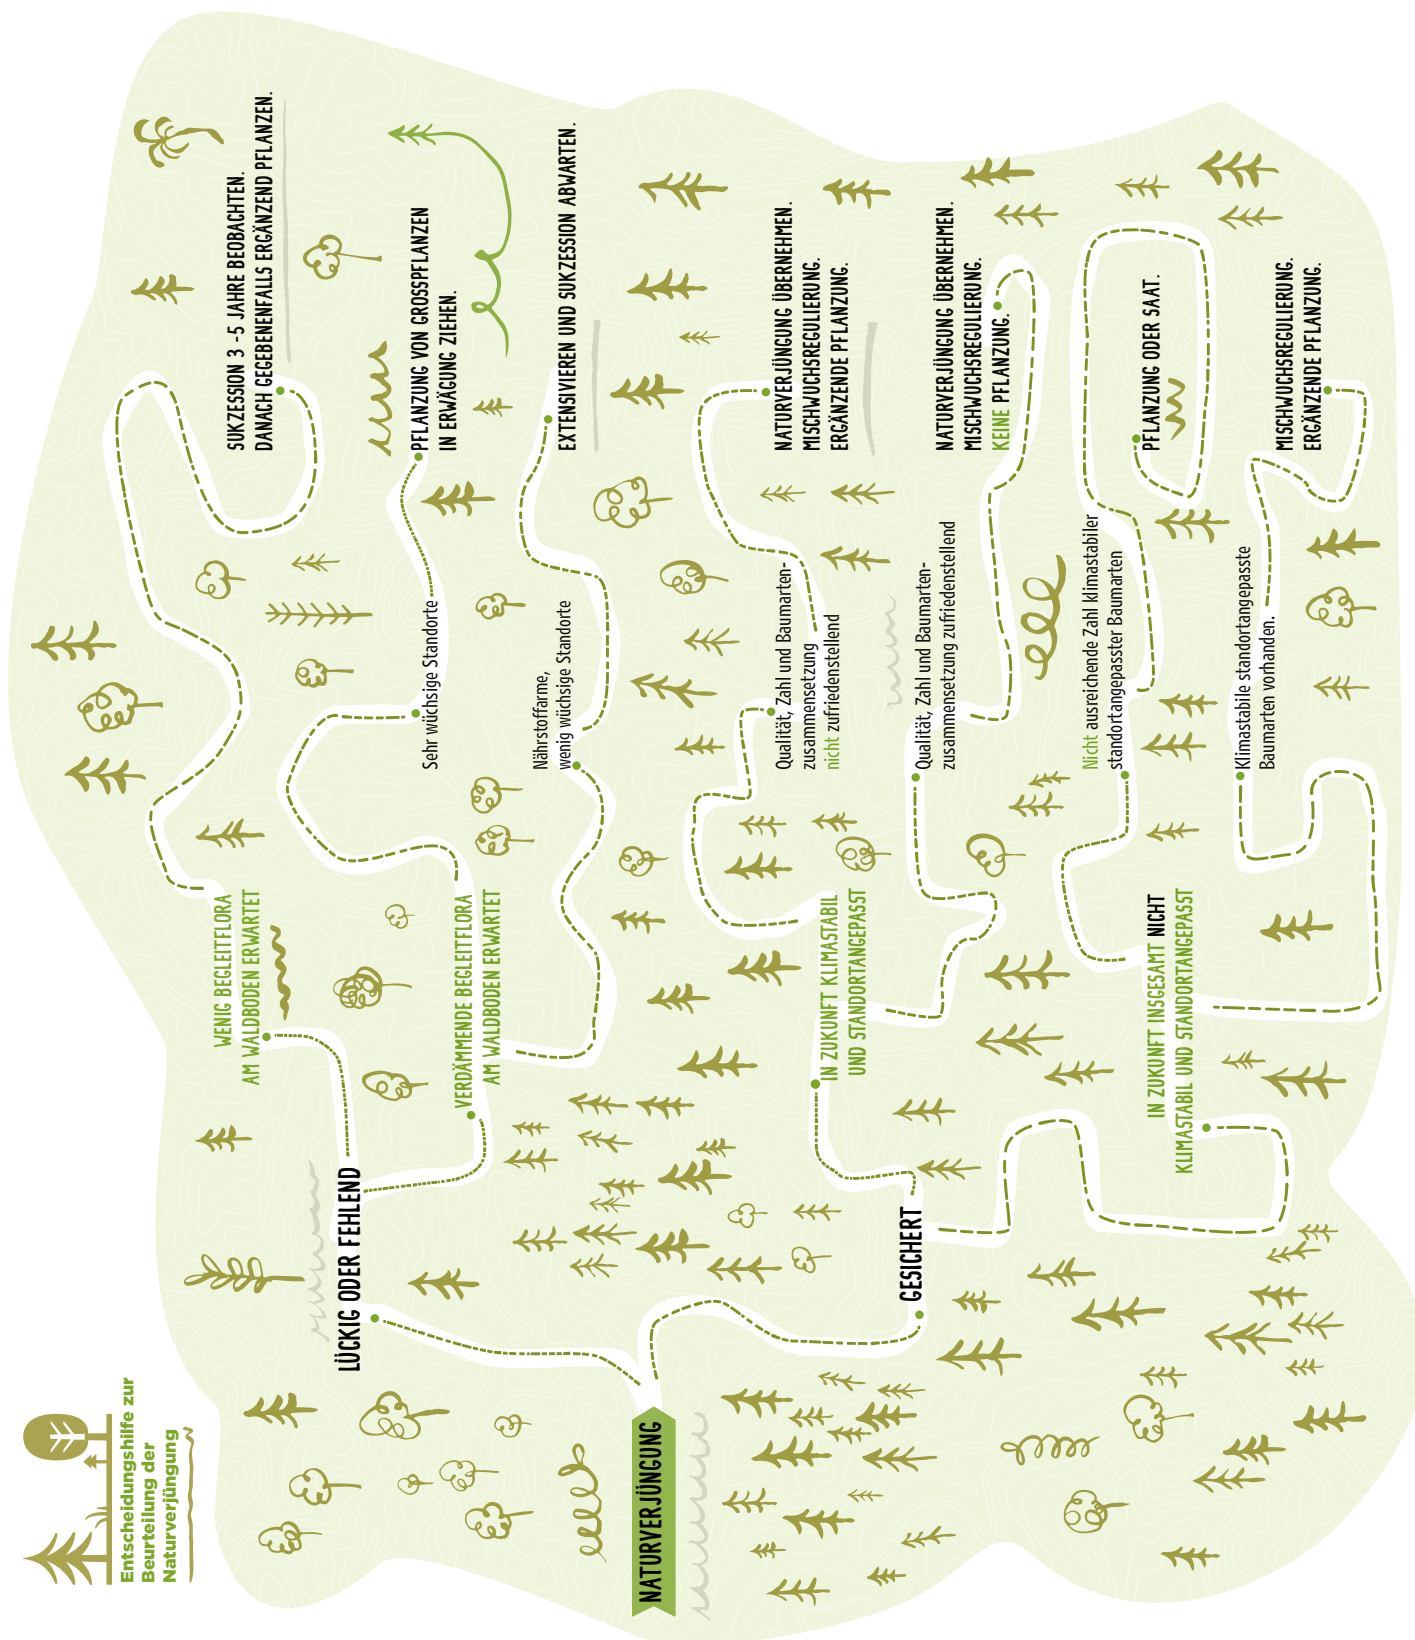 Entscheidungshilfe zur
Beurteilung der
Naturverjüngung
NATURVERJÜNGUNG
LÜCKIG ODER FEHLEND
WENIG BEGLEITFLORA
AM WALDBODEN ERWARTET
SUKZESSION 3 -5 JAHRE BEOBACHTEN.
DANACH GEGEBENENFALLS ERGÄNZEND PFLANZEN.
VERDÄMMENDE BEGLEITFLORA
AM WALDBODEN ERWARTET
Sehr wüchsige Standorte
PFLANZUNG VON GROSSPFLANZEN
IN ERWÄGUNG ZIEHEN.
Nährstoffarme,
wenig wüchsige Standorte
EXTENSIVIEREN UND SUKZESSION ABWARTEN.
GESICHERT
IN ZUKUNFT KLIMASTABIL
UND STANDORTANGEPASST
Qualität, Zahl und Baumarten-
zusammensetzung
nicht zufriedenstellend
NATURVERJÜNGUNG ÜBERNEHMEN.
MISCHWUCHSREGULIERUNG.
ERGÄNZENDE PFLANZUNG.
Qualität, Zahl und Baumarten-
zusammensetzung zufriedenstellend
NATURVERJÜNGUNG ÜBERNEHMEN.
MISCHWUCHSREGULIERUNG.
KEINE PFLANZUNG.
IN ZUKUNFT INSGESAMT NICHT
KLIMASTABIL UND STANDORTANGEPASST
Nicht ausreichende Zahl klimastabiler
standortangepasster Baumarten
PFLANZUNG ODER SAAT.
Klimastabile standortangepasste
Baumarten vorhanden.
MISCHWUCHSREGULIERUNG.
ERGÄNZENDE PFLANZUNG.